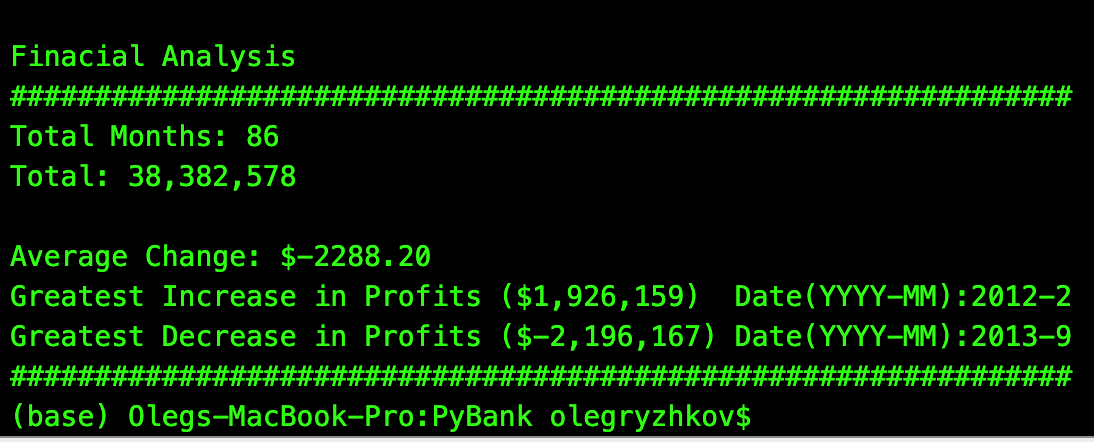 Finacial Analysis
###############################################################
Total Months: 86
Total: 38,382,578
Average Change: $-2288.20
Greatest Increase in Profits ($1,926,159)  Date(YYYY-MM):2012-2
Greatest Decrease in Profits ($-2,196,167) Date(YYYY-MM):2013-9
###############################################################
(base) Olegs-MacBook-Pro:PyBank olegryzhkov$